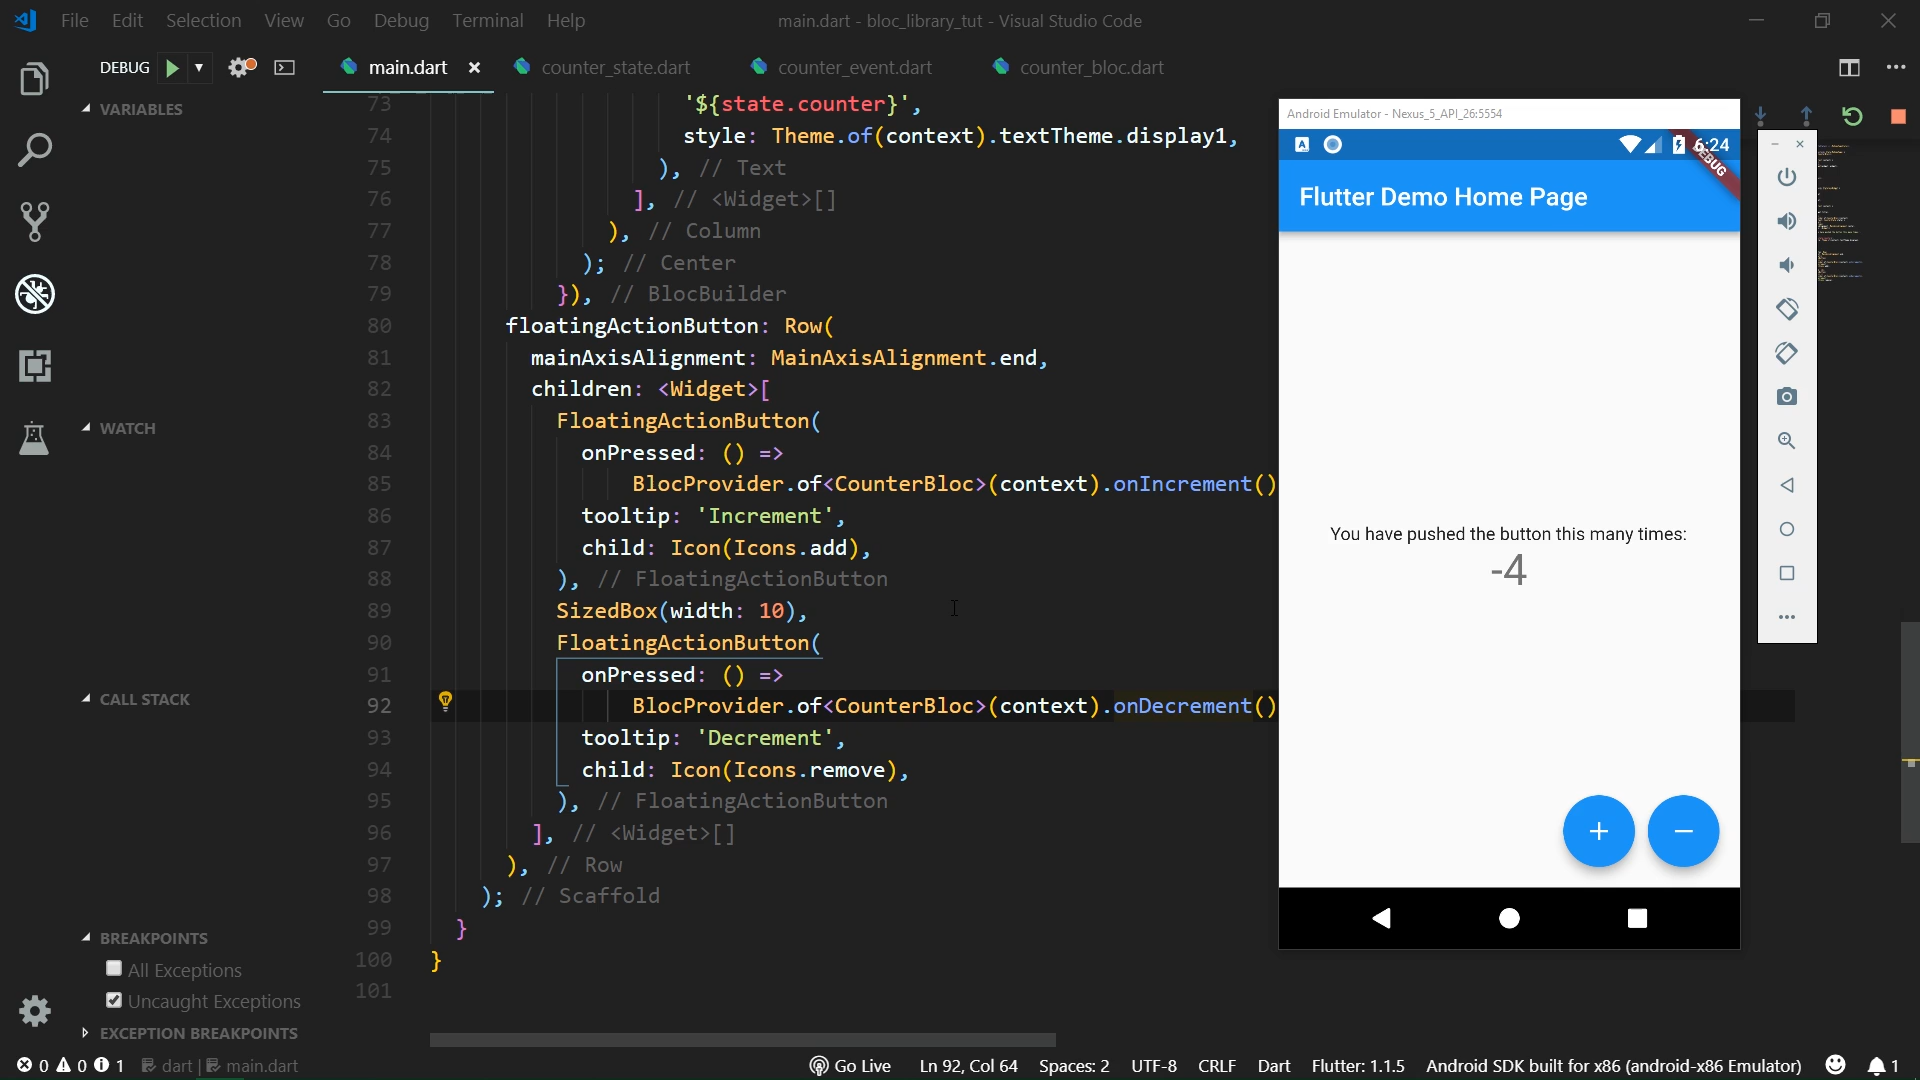 File Edit Selection View Go Debug Terminal Help
main.dart - bloc_library_tut - Visual Studio Code
DEBUG
main.dart
counter_state.dart
counter_event.dart
counter_bloc.dart
VARIABLES
WATCH
CALL STACK
BREAKPOINTS
All Exceptions
Uncaught Exceptions
EXCEPTION BREAKPOINTS
73 '${state.counter}',
74 style: Theme.of(context).textTheme.display1,
75 ), // Text
76 ], // <Widget>[]
77 ), // Column
78 ); // Center
79 }), // BlocBuilder
80 floatingActionButton: Row(
81 mainAxisAlignment: MainAxisAlignment.end,
82 children: <Widget>[
83 FloatingActionButton(
84 onPressed: () =>
85 BlocProvider.of<CounterBloc>(context).onIncrement()
86 tooltip: 'Increment',
87 child: Icon(Icons.add),
88 ), // FloatingActionButton
89 SizedBox(width: 10),
90 FloatingActionButton(
91 onPressed: () =>
92 BlocProvider.of<CounterBloc>(context).onDecrement()
93 tooltip: 'Decrement',
94 child: Icon(Icons.remove),
95 ), // FloatingActionButton
96 ], // <Widget>[]
97 ), // Row
98 ); // Scaffold
99 }
100 }
101
Android Emulator - Nexus_5_API_26:5554
A
6:24
DEBUG
Flutter Demo Home Page
You have pushed the button this many times:
-4
+ −
0 0 1 dart | main.dart
Go Live Ln 92, Col 64 Spaces: 2 UTF-8 CRLF Dart Flutter: 1.1.5 Android SDK built for x86 (android-x86 Emulator) 1